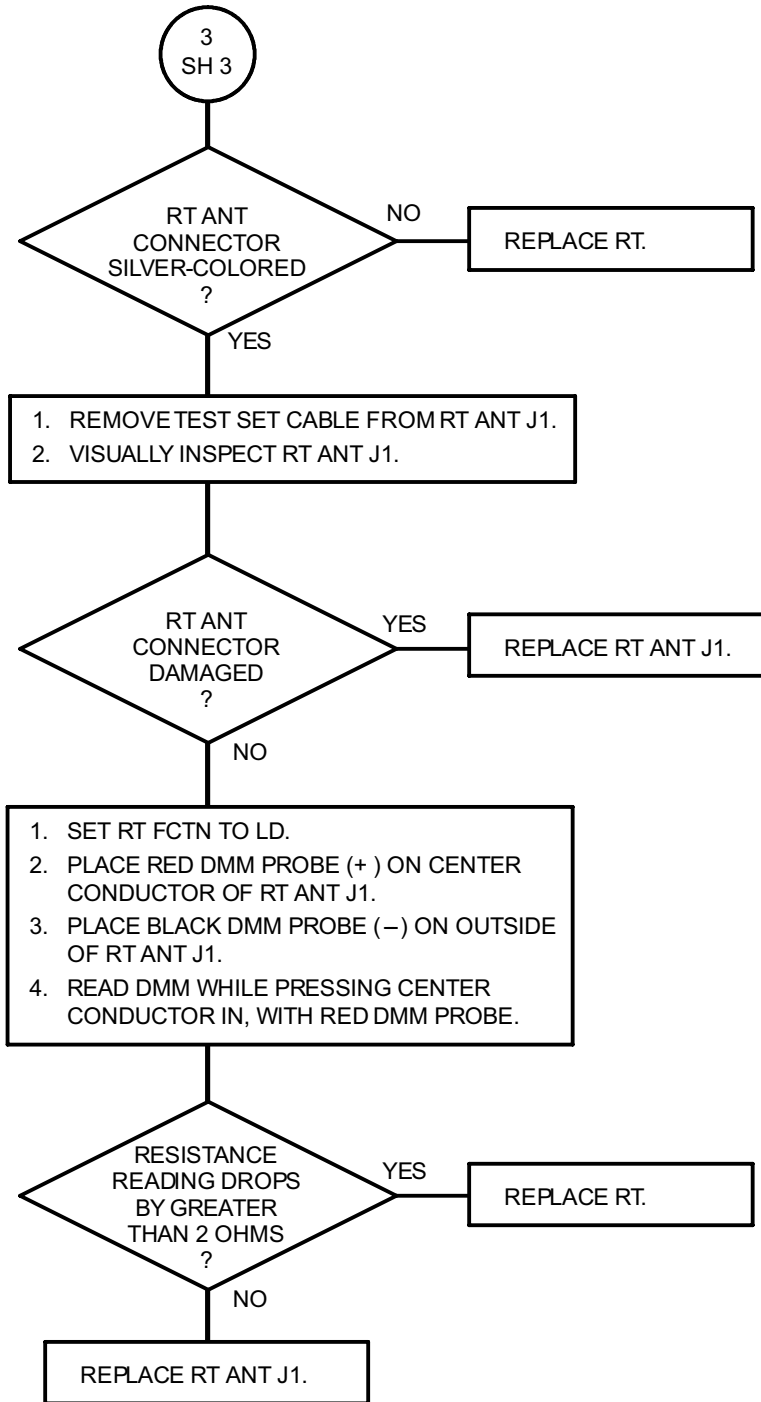 3
SH 3
RT ANT
CONNECTOR
SILVER-COLORED
?
NO
REPLACE RT.
YES
1. REMOVE TEST SET CABLE FROM RT ANT J1.
2. VISUALLY INSPECT RT ANT J1.
RT ANT
CONNECTOR
DAMAGED
?
YES
REPLACE RT ANT J1.
NO
1. SET RT FCTN TO LD.
2. PLACE RED DMM PROBE (+ ) ON CENTER
CONDUCTOR OF RT ANT J1.
3. PLACE BLACK DMM PROBE ( – ) ON OUTSIDE
OF RT ANT J1.
4. READ DMM WHILE PRESSING CENTER
CONDUCTOR IN, WITH RED DMM PROBE.
RESISTANCE
READING DROPS
BY GREATER
THAN 2 OHMS
?
YES
REPLACE RT.
NO
REPLACE RT ANT J1.